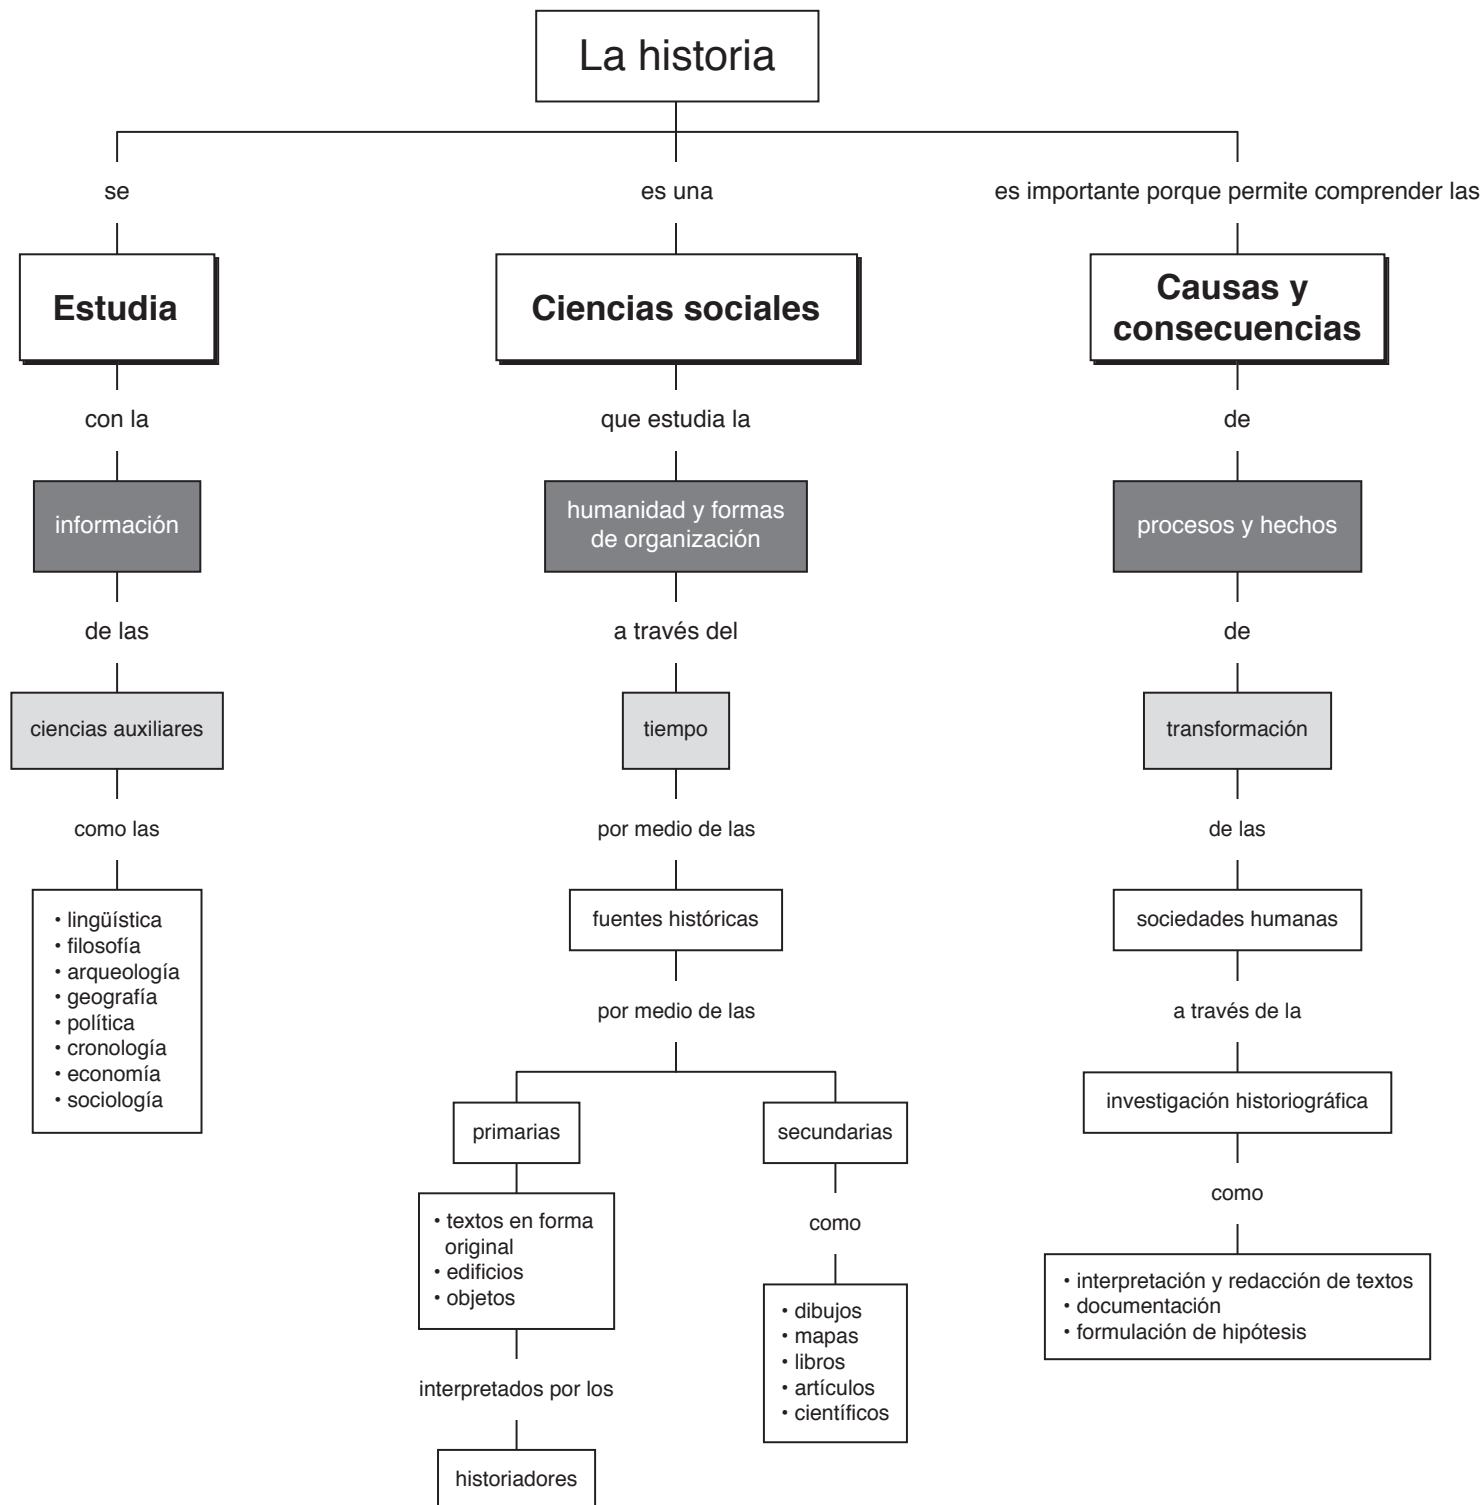 La historia
se
es una
es importante porque permite comprender las
Estudia
Ciencias sociales
Causas y
consecuencias
con la
que estudia la
de
información
humanidad y formas
de organización
procesos y hechos
de las
a través del
de
ciencias auxiliares
tiempo
transformación
como las
por medio de las
de las
• lingüística
• filosofía
• arqueología
• geografía
• política
• cronología
• economía
• sociología
fuentes históricas
sociedades humanas
por medio de las
a través de la
primarias
secundarias
investigación historiográfica
• textos en forma
original
• edificios
• objetos
como
como
• dibujos
• mapas
• libros
• artículos
• científicos
• interpretación y redacción de textos
• documentación
• formulación de hipótesis
interpretados por los
historiadores